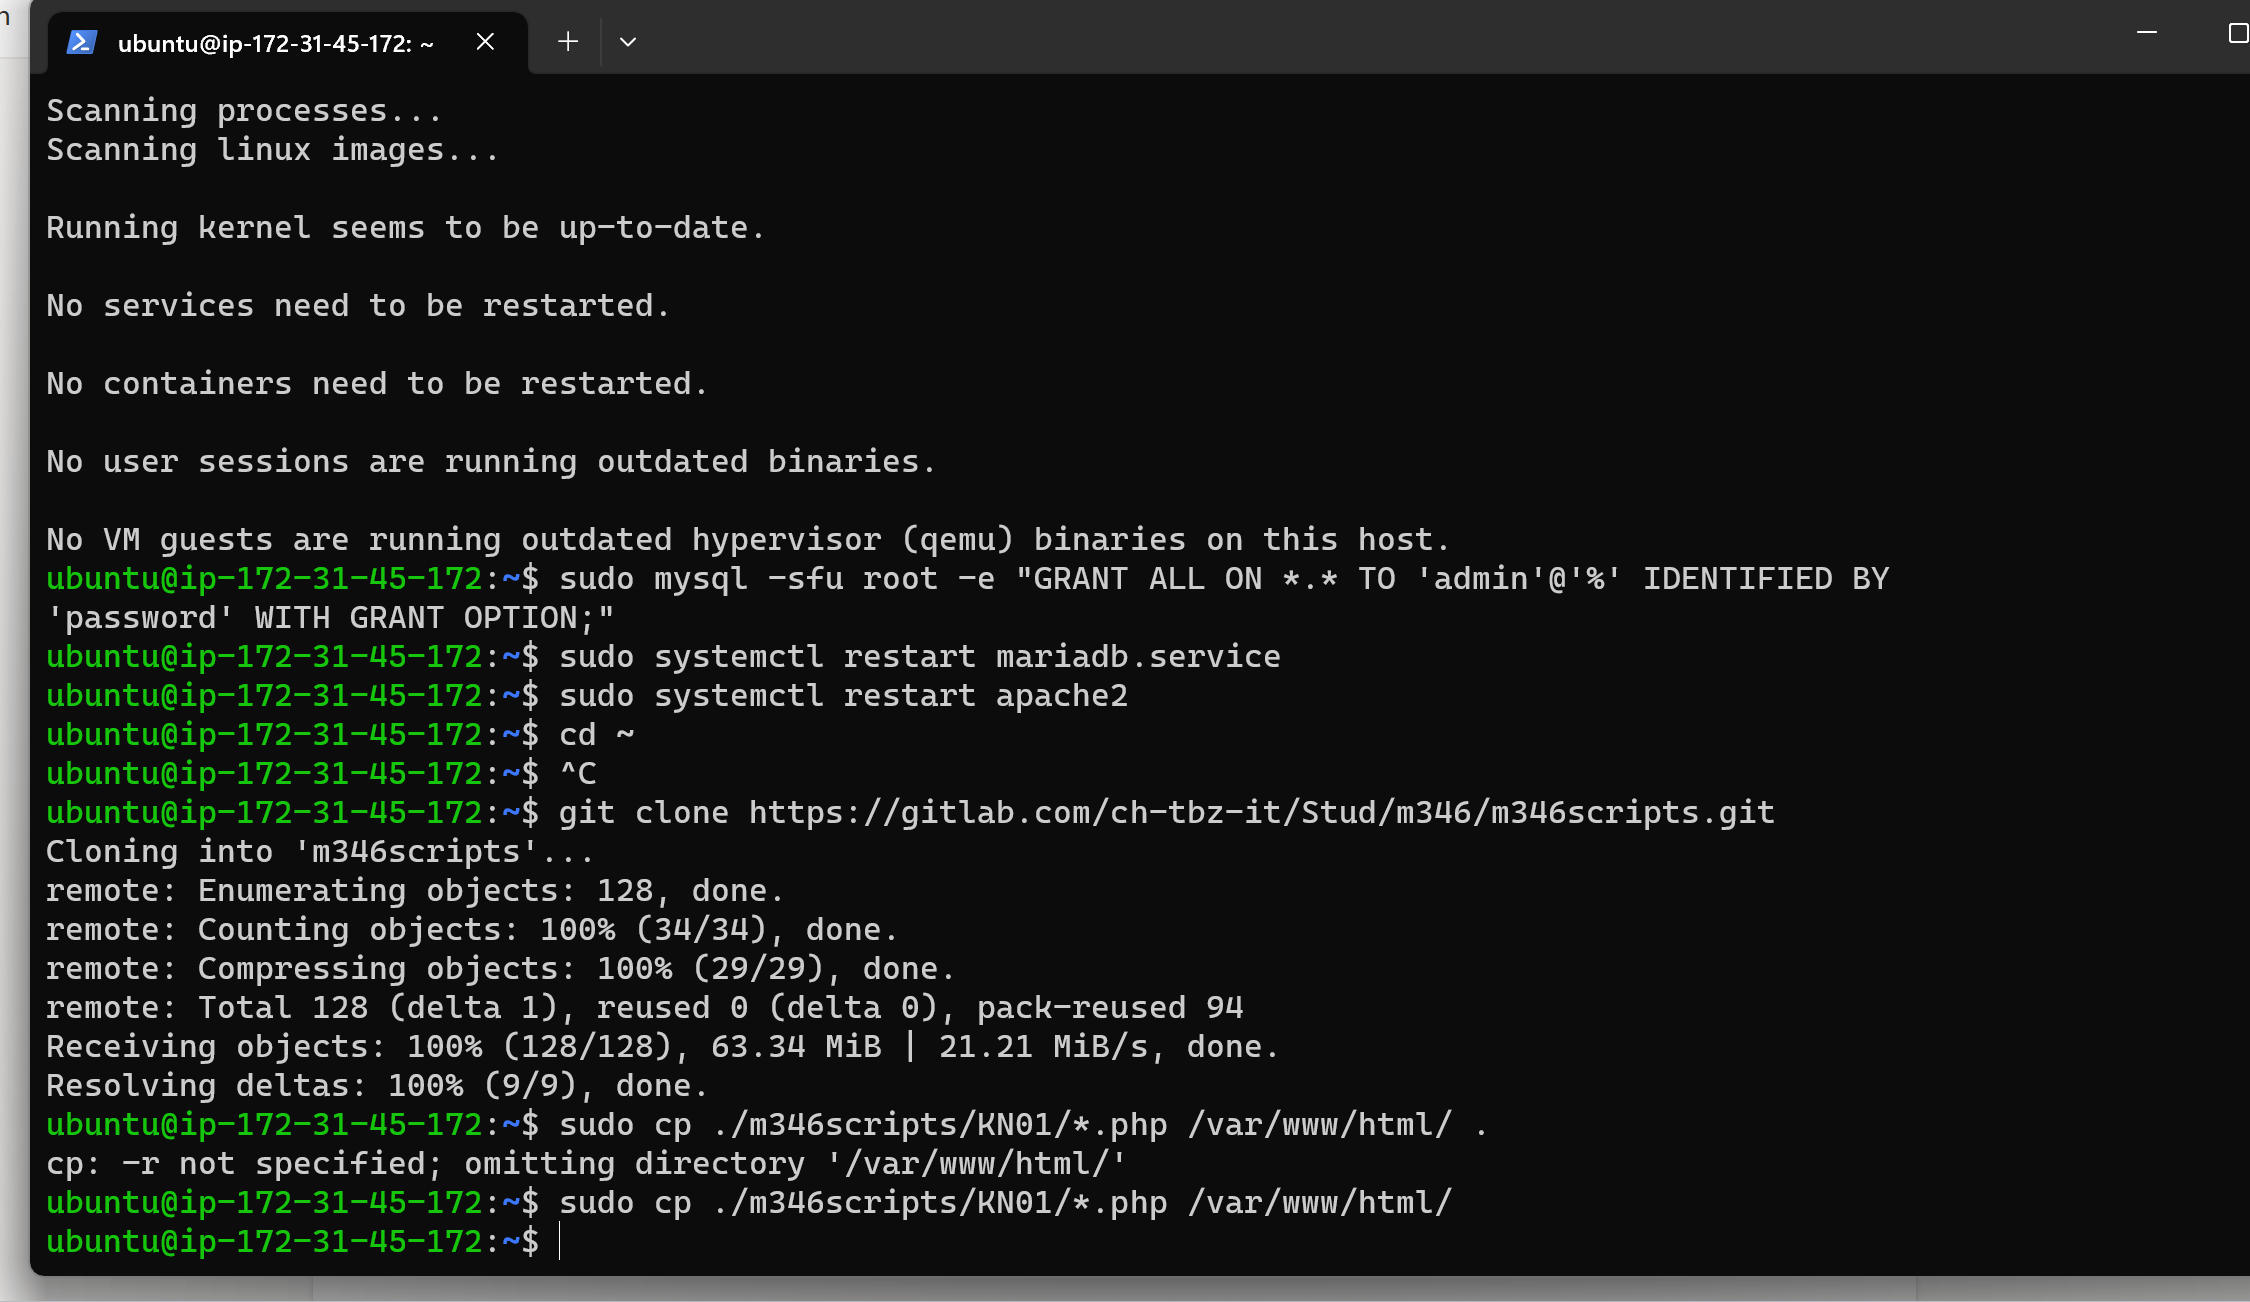 n
ubuntu@ip-172-31-45-172: ~
Scanning processes...
Scanning linux images...
Running kernel seems to be up-to-date.
No services need to be restarted.
No containers need to be restarted.
No user sessions are running outdated binaries.
No VM guests are running outdated hypervisor (qemu) binaries on this host.
ubuntu@ip-172-31-45-172:~$ sudo mysql -sfu root -e "GRANT ALL ON *.* TO 'admin'@'%' IDENTIFIED BY
'password' WITH GRANT OPTION;"
ubuntu@ip-172-31-45-172:~$ sudo systemctl restart mariadb.service
ubuntu@ip-172-31-45-172:~$ sudo systemctl restart apache2
ubuntu@ip-172-31-45-172:~$ cd ~
ubuntu@ip-172-31-45-172:~$ ^C
ubuntu@ip-172-31-45-172:~$ git clone https://gitlab.com/ch-tbz-it/Stud/m346/m346scripts.git
Cloning into 'm346scripts'...
remote: Enumerating objects: 128, done.
remote: Counting objects: 100% (34/34), done.
remote: Compressing objects: 100% (29/29), done.
remote: Total 128 (delta 1), reused 0 (delta 0), pack-reused 94
Receiving objects: 100% (128/128), 63.34 MiB | 21.21 MiB/s, done.
Resolving deltas: 100% (9/9), done.
ubuntu@ip-172-31-45-172:~$ sudo cp ./m346scripts/KN01/*.php /var/www/html/ .
cp: -r not specified; omitting directory '/var/www/html/'
ubuntu@ip-172-31-45-172:~$ sudo cp ./m346scripts/KN01/*.php /var/www/html/
ubuntu@ip-172-31-45-172:~$